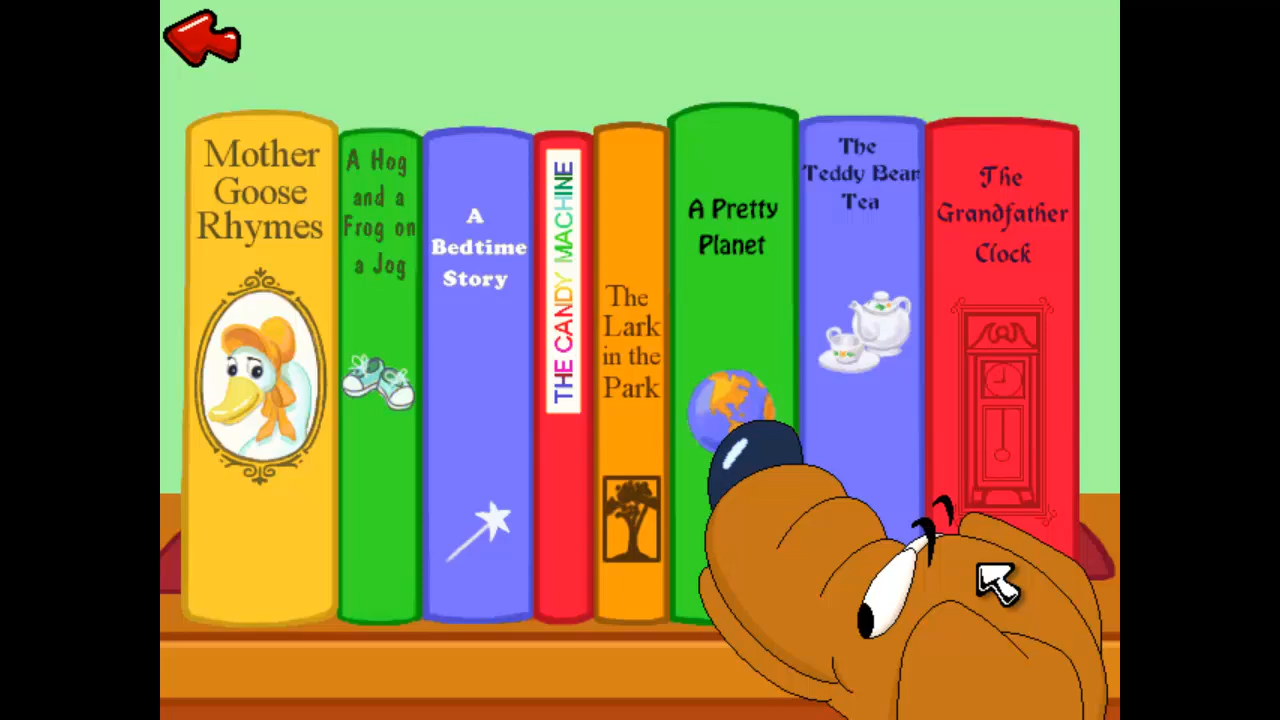 Mother
Goose
Rhymes
A Hog
and a
Frog on
a Jog
A
Bedtime
Story
THE CANDY MACHINE
The
Lark
in the
Park
A Pretty
Planet
The
Teddy Bear
Tea
The
Grandfather
Clock